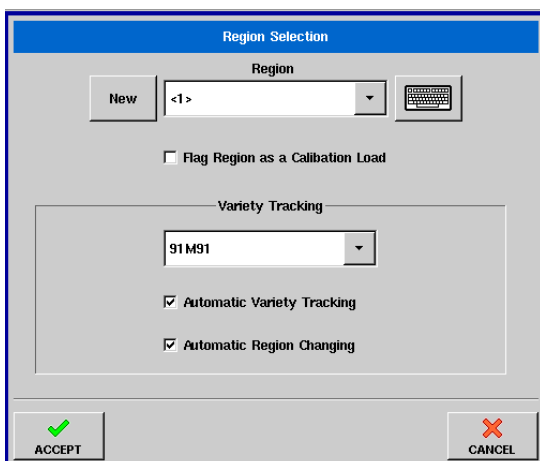 Region Selection
Region
New
<1>
Flag Region as a Calibation Load
Variety Tracking
91M91
Automatic Variety Tracking
Automatic Region Changing
ACCEPT
CANCEL